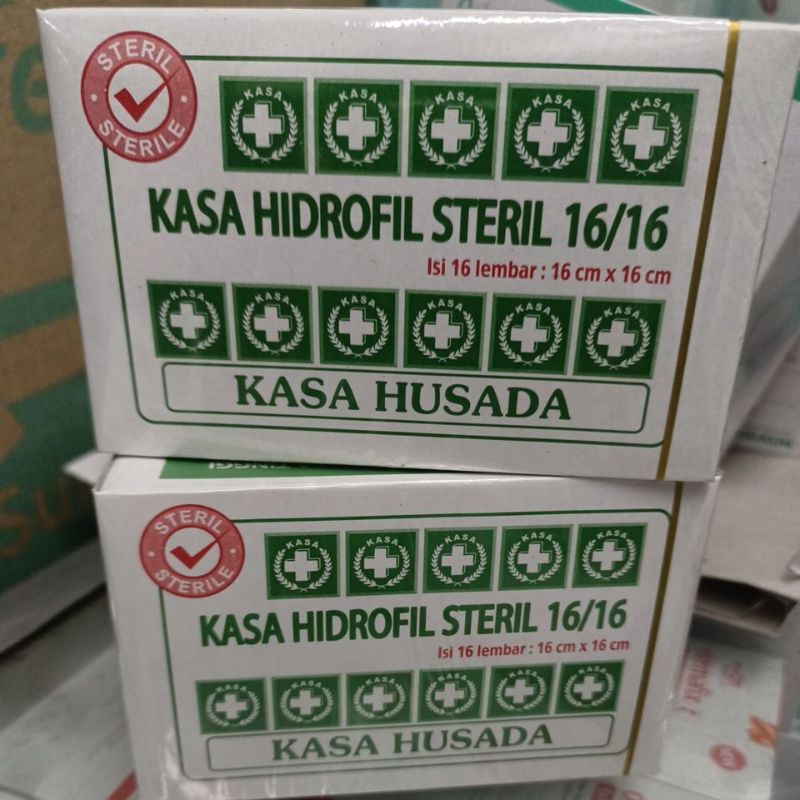 STERIL
STERILE
KASA KASA KASA KASA KASA
KASA HIDROFIL STERIL 16/16
Isi 16 lembar : 16 cm x 16 cm
KASA KASA KASA KASA KASA KASA
KASA HUSADA
TINGGI
STERIL
STERILE
KASA KASA KASA KASA KASA
KASA HIDROFIL STERIL 16/16
Isi 16 lembar : 16 cm x 16 cm
KASA KASA KASA KASA KASA KASA
KASA HUSADA